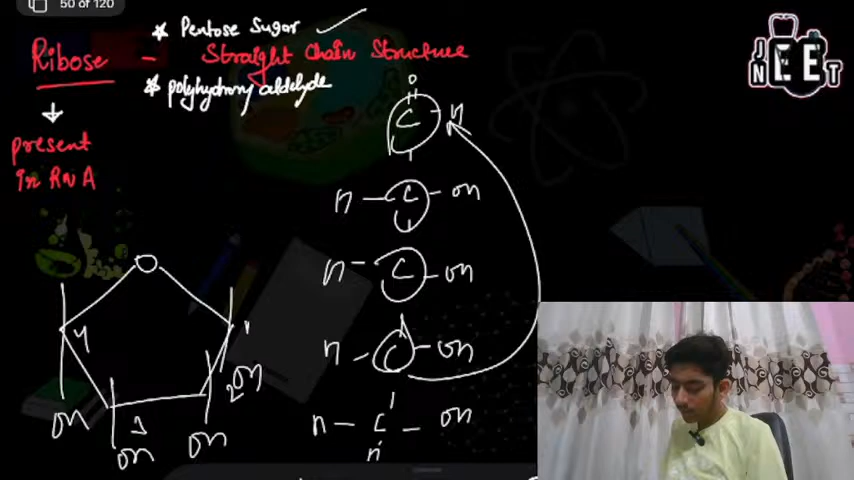 50 of 120
* Pentose Sugar
Ribose - Straight Chain Structure
* polyhydroxy aldehyde
present
in RNA
JNEET
O
C - H
H - C - OH
H - C - OH
H - C - OH
H - C - OH
H
O
4
1
2 OH
3
OH
OH
OH